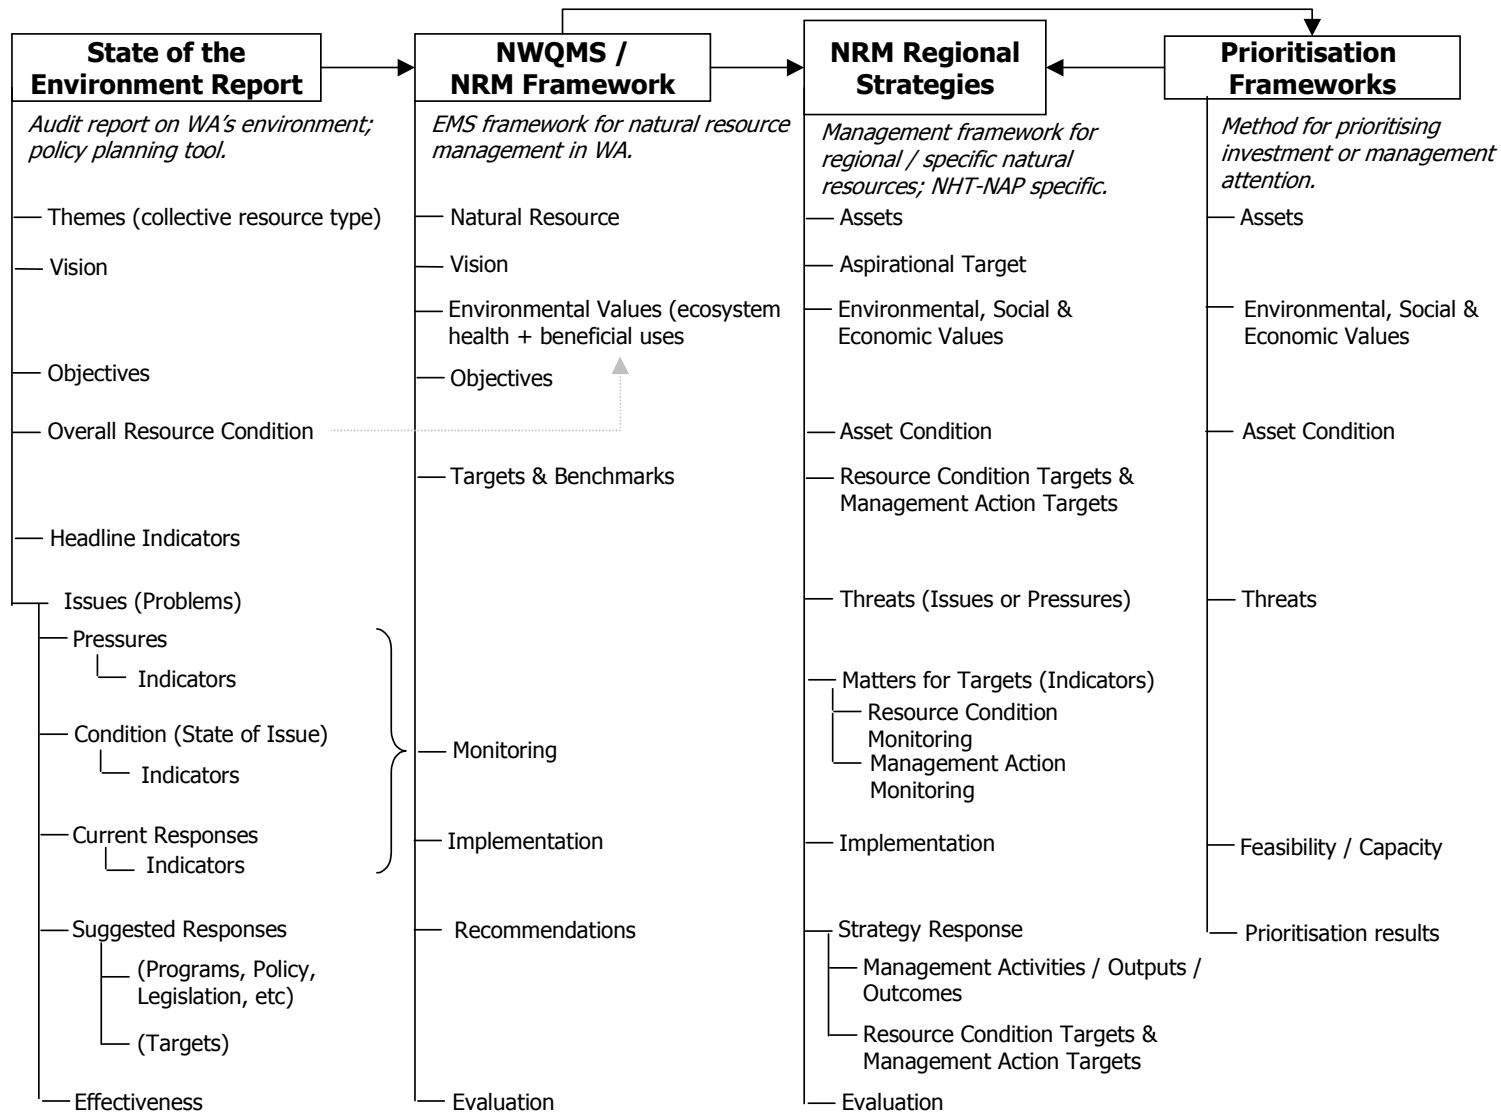 State of the
Environment Report
Audit report on WA's environment;
policy planning tool.
Themes (collective resource type)
Vision
Objectives
Overall Resource Condition
Headline Indicators
Issues (Problems)
Pressures
Indicators
Condition (State of Issue)
Indicators
Current Responses
Indicators
Suggested Responses
(Programs, Policy,
Legislation, etc)
(Targets)
Effectiveness
NWQMS /
NRM Framework
EMS framework for natural resource
management in WA.
Natural Resource
Vision
Environmental Values (ecosystem
health + beneficial uses
Objectives
Targets & Benchmarks
Monitoring
Implementation
Recommendations
Evaluation
NRM Regional
Strategies
Management framework for
regional / specific natural
resources; NHT-NAP specific.
Assets
Aspirational Target
Environmental, Social &
Economic Values
Asset Condition
Resource Condition Targets &
Management Action Targets
Threats (Issues or Pressures)
Matters for Targets (Indicators)
Resource Condition
Monitoring
Management Action
Monitoring
Implementation
Strategy Response
Management Activities / Outputs /
Outcomes
Resource Condition Targets &
Management Action Targets
Evaluation
Prioritisation
Frameworks
Method for prioritising
investment or management
attention.
Assets
Environmental, Social &
Economic Values
Asset Condition
Threats
Feasibility / Capacity
Prioritisation results